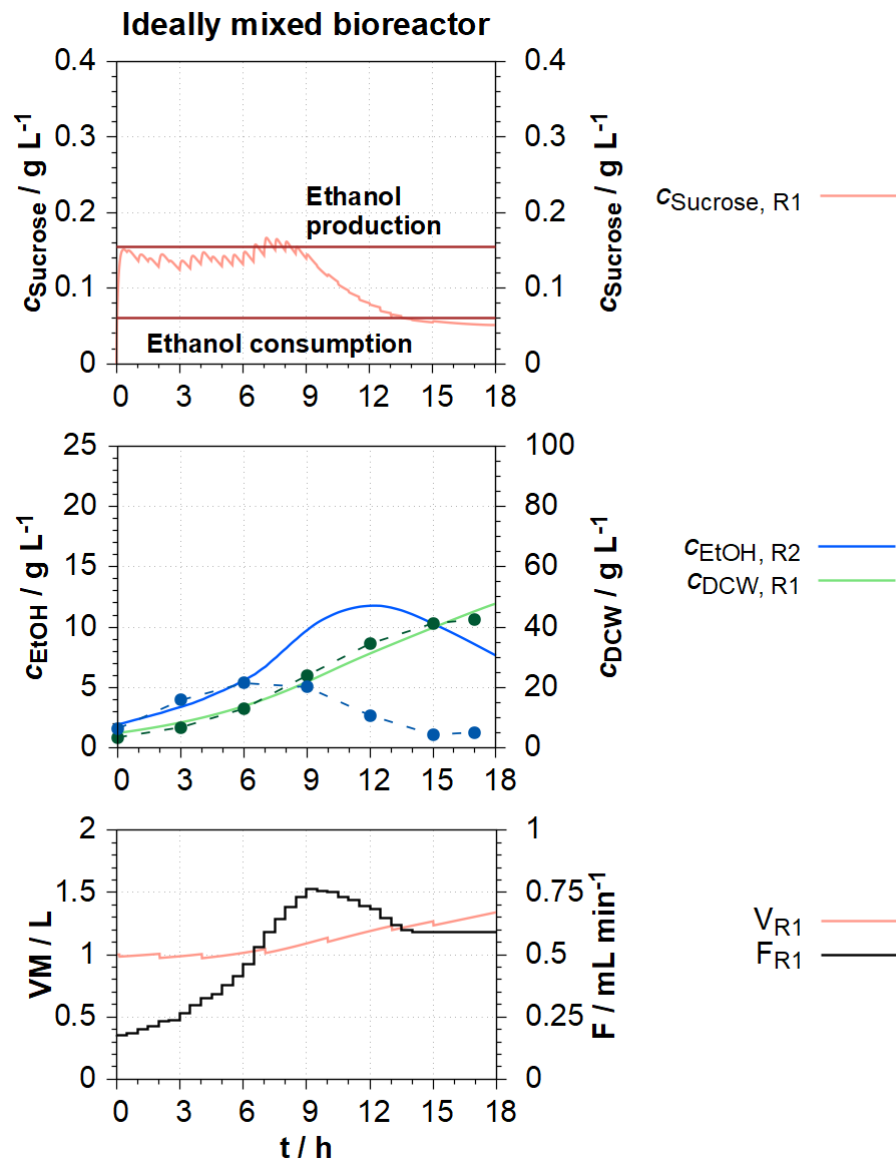 Ideally mixed bioreactor
0.4
0.3
0.2
0.1
0
cSucrose / g L-1
0.4
0.3
0.2
0.1
0
cSucrose / g L-1
Ethanol
production
Ethanol consumption
cSucrose, R1
0 3 6 9 12 15 18
25
20
15
10
5
0
cEtOH / g L-1
100
80
60
40
20
0
cDCW / g L-1
cEtOH, R2
cDCW, R1
0 3 6 9 12 15 18
2
1.5
1
0.5
0
VM / L
1
0.75
0.5
0.25
0
F / mL min-1
VR1
FR1
0 3 6 9 12 15 18
t / h